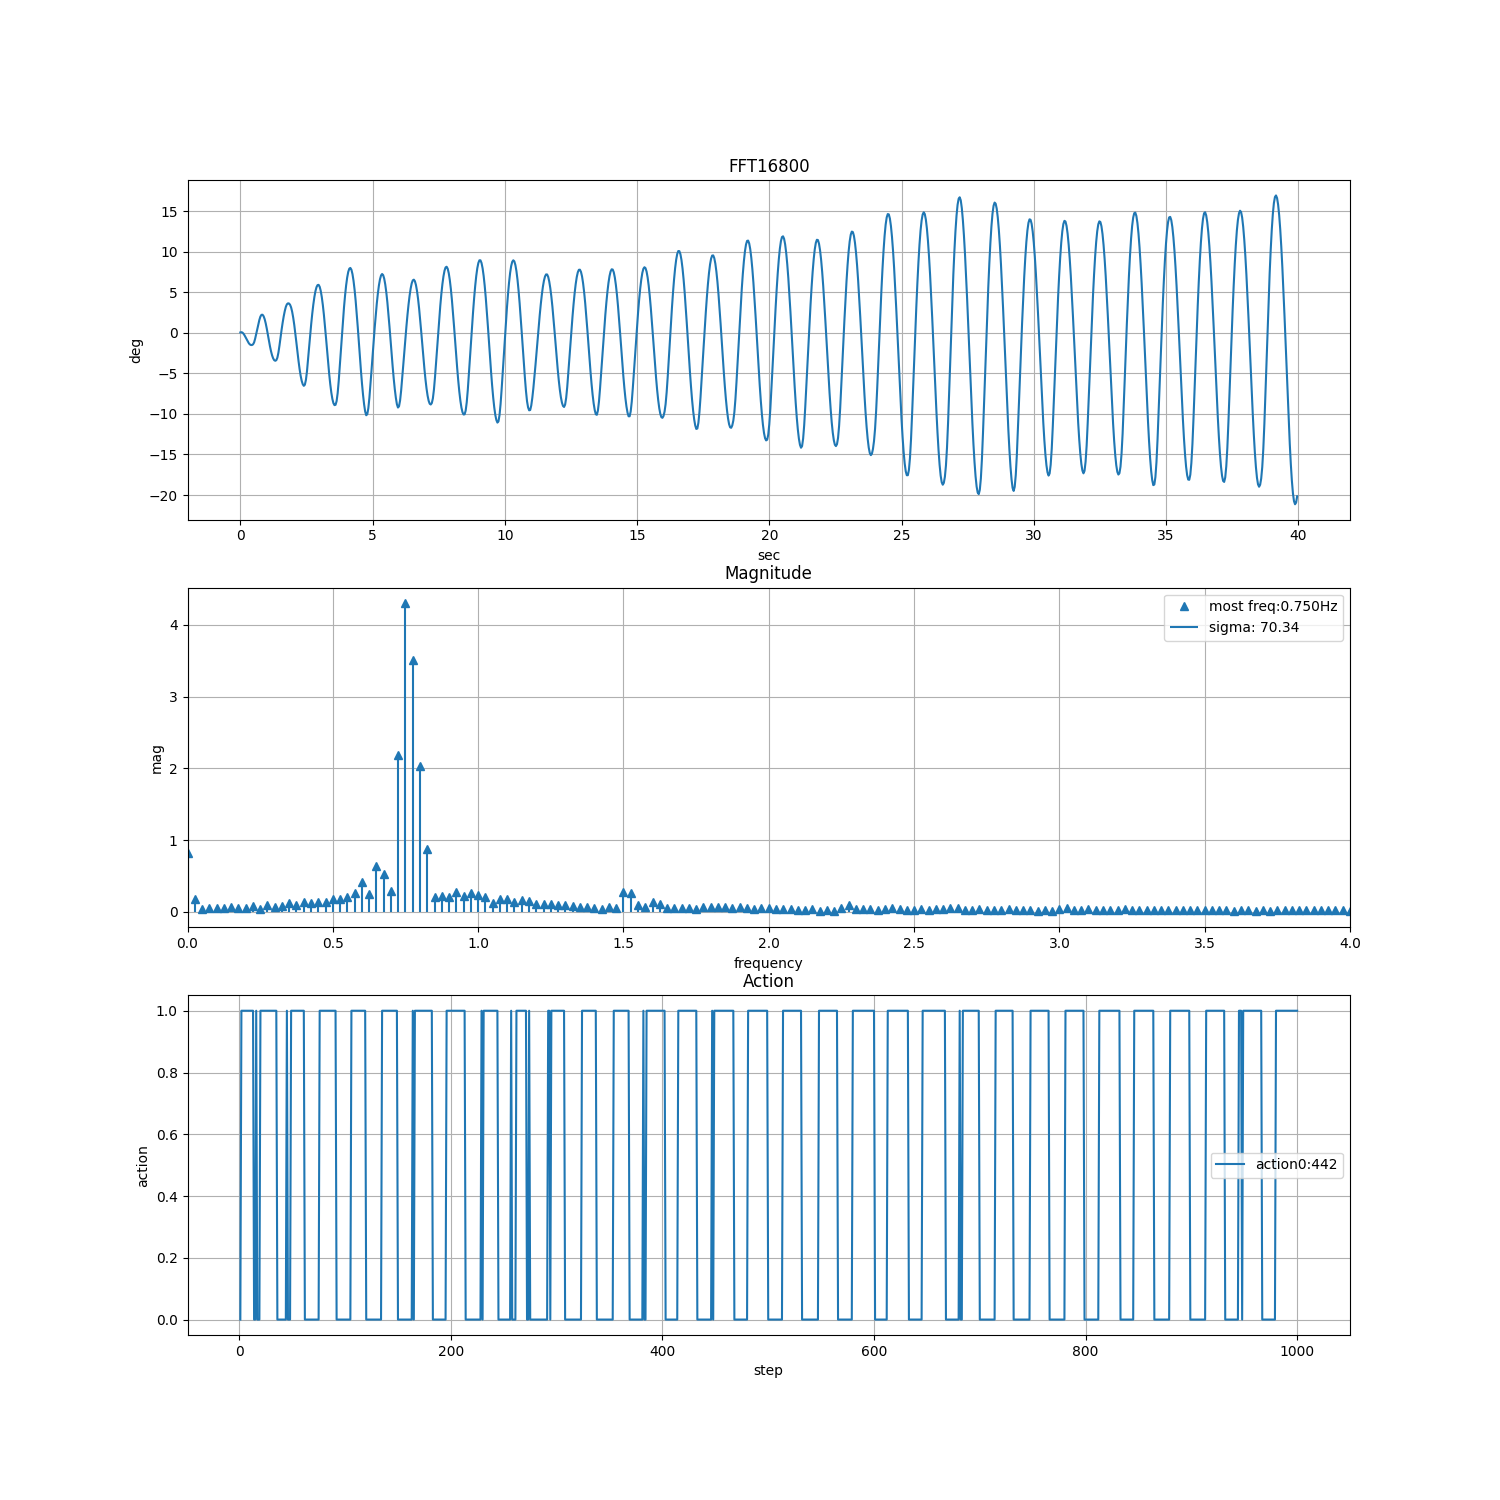 FFT16800
15
10
5
0
−5
−10
−15
−20
deg
0 5 10 15 20 25 30 35 40
sec
Magnitude
most freq:0.750Hz
sigma: 70.34
4
3
2
1
0
mag
0.0 0.5 1.0 1.5 2.0 2.5 3.0 3.5 4.0
frequency
Action
1.0
0.8
0.6
0.4
0.2
0.0
action
action0:442
0 200 400 600 800 1000
step